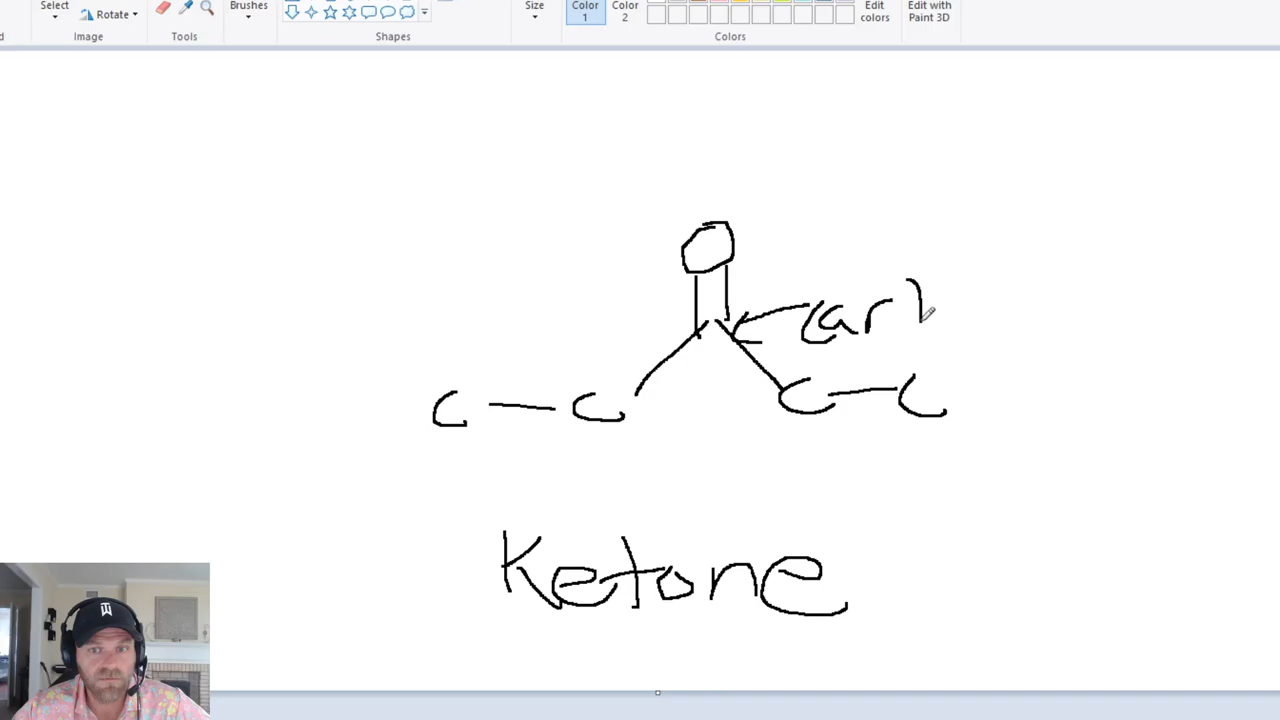 Select
Rotate
Image
Tools
Brushes
Shapes
Size
Color 1
Color 2
Colors
Edit colors
Edit with Paint 3D
O
car
C — C C — C
Ketone